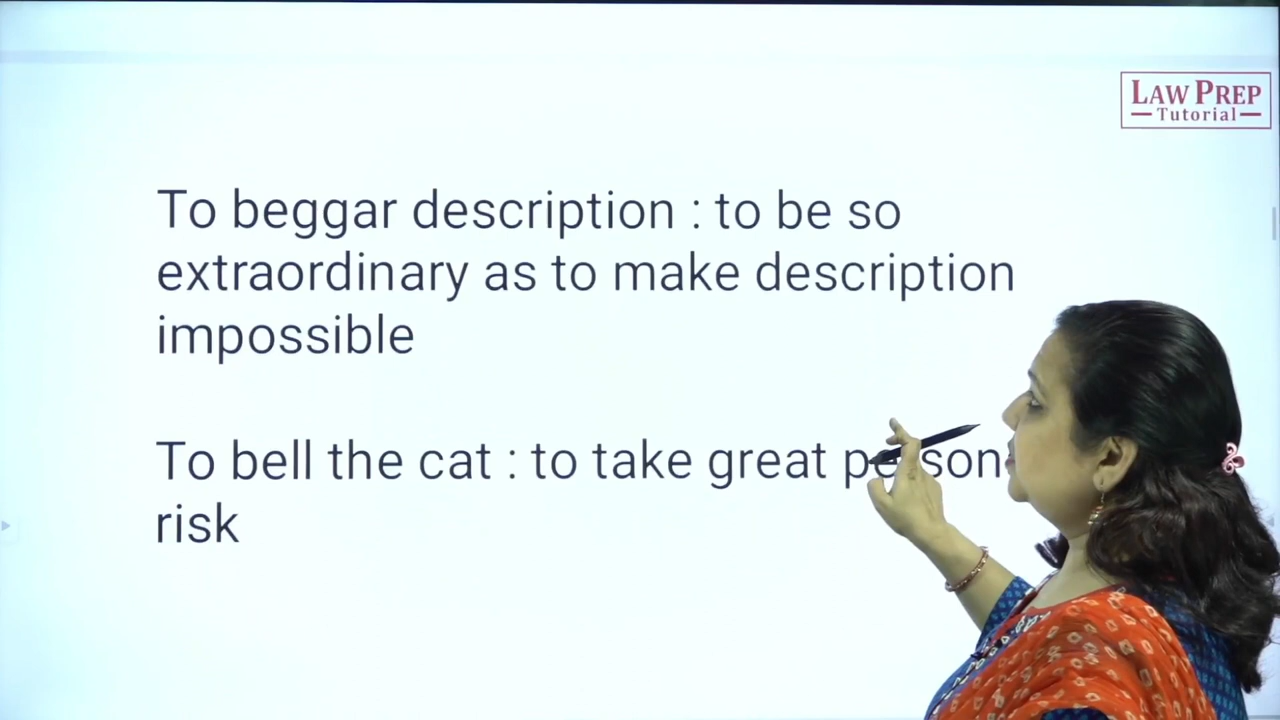 LAW PREP
Tutorial
To beggar description : to be so
extraordinary as to make description
impossible
To bell the cat : to take great
risk